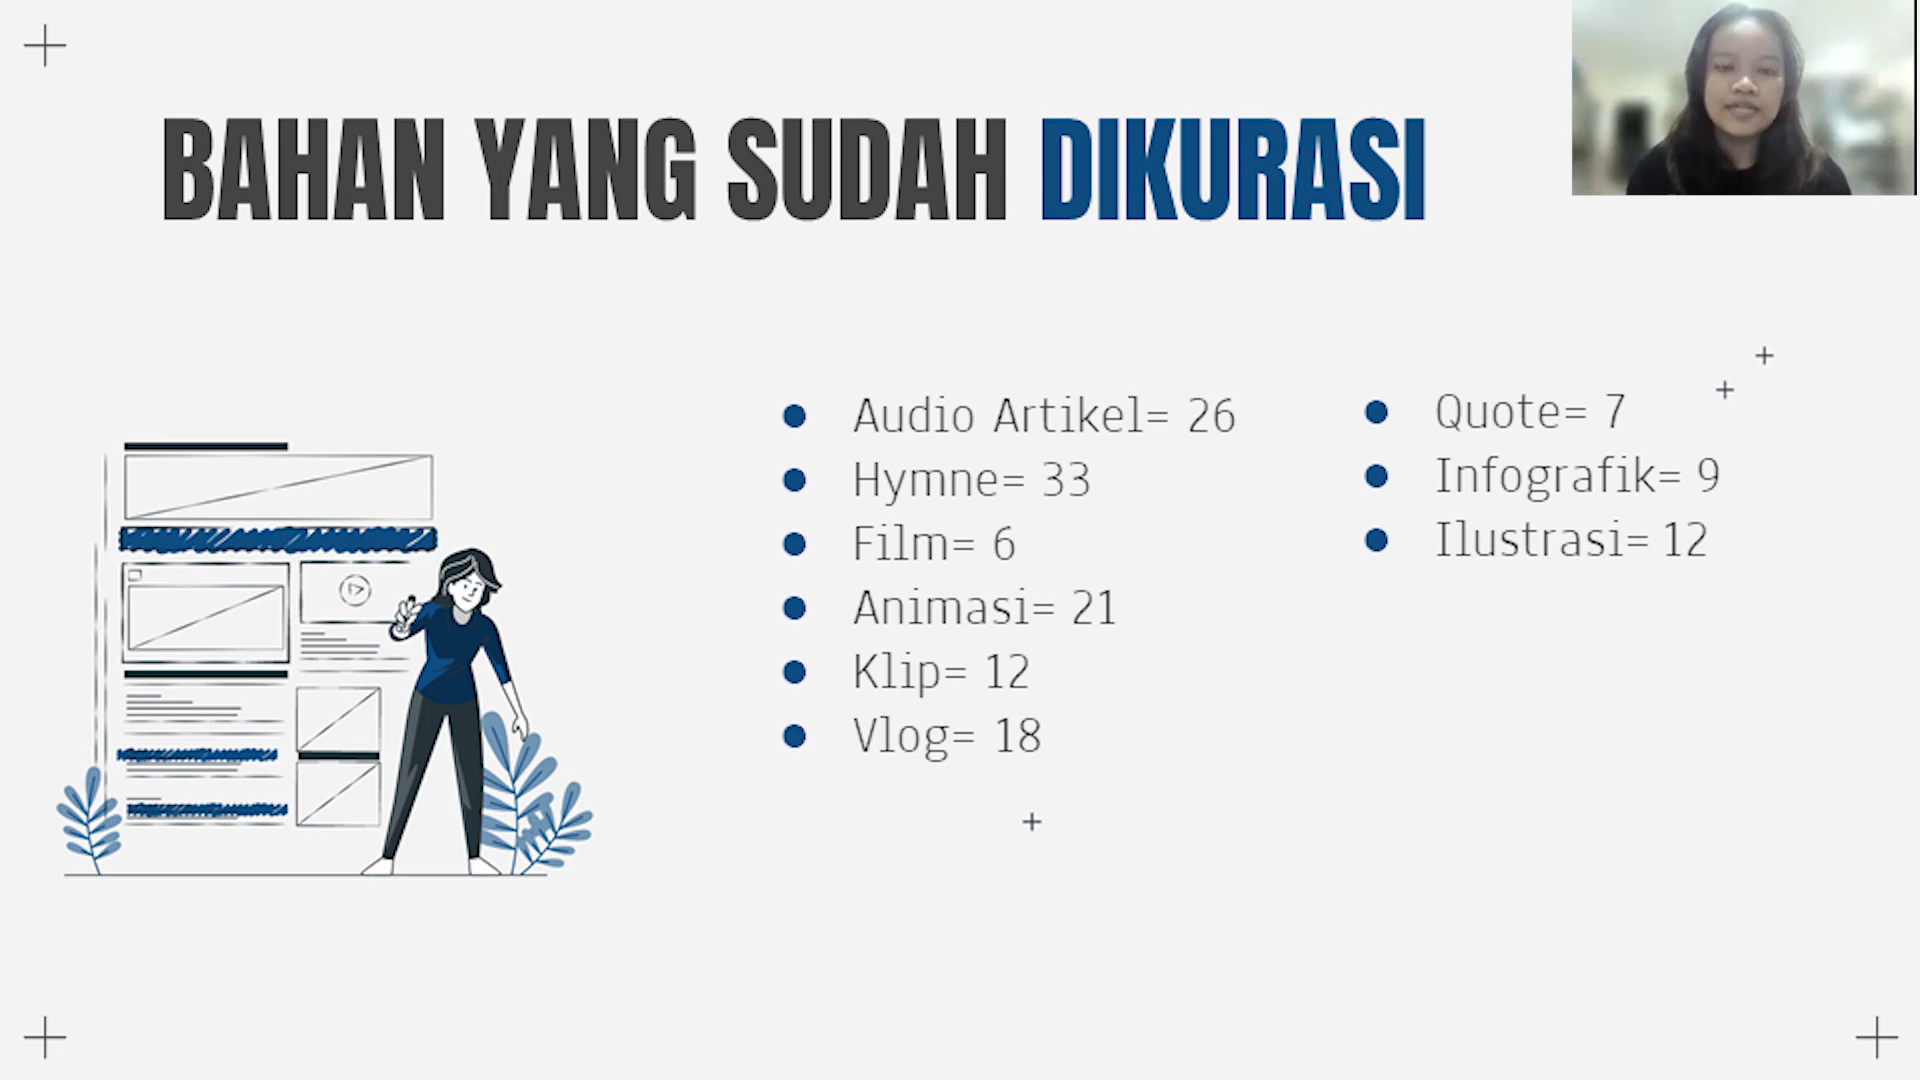 BAHAN YANG SUDAH DIKURASI
Audio Artikel= 26
Hymne= 33
Film= 6
Animasi= 21
Klip= 12
Vlog= 18
Quote= 7
Infografik= 9
Ilustrasi= 12